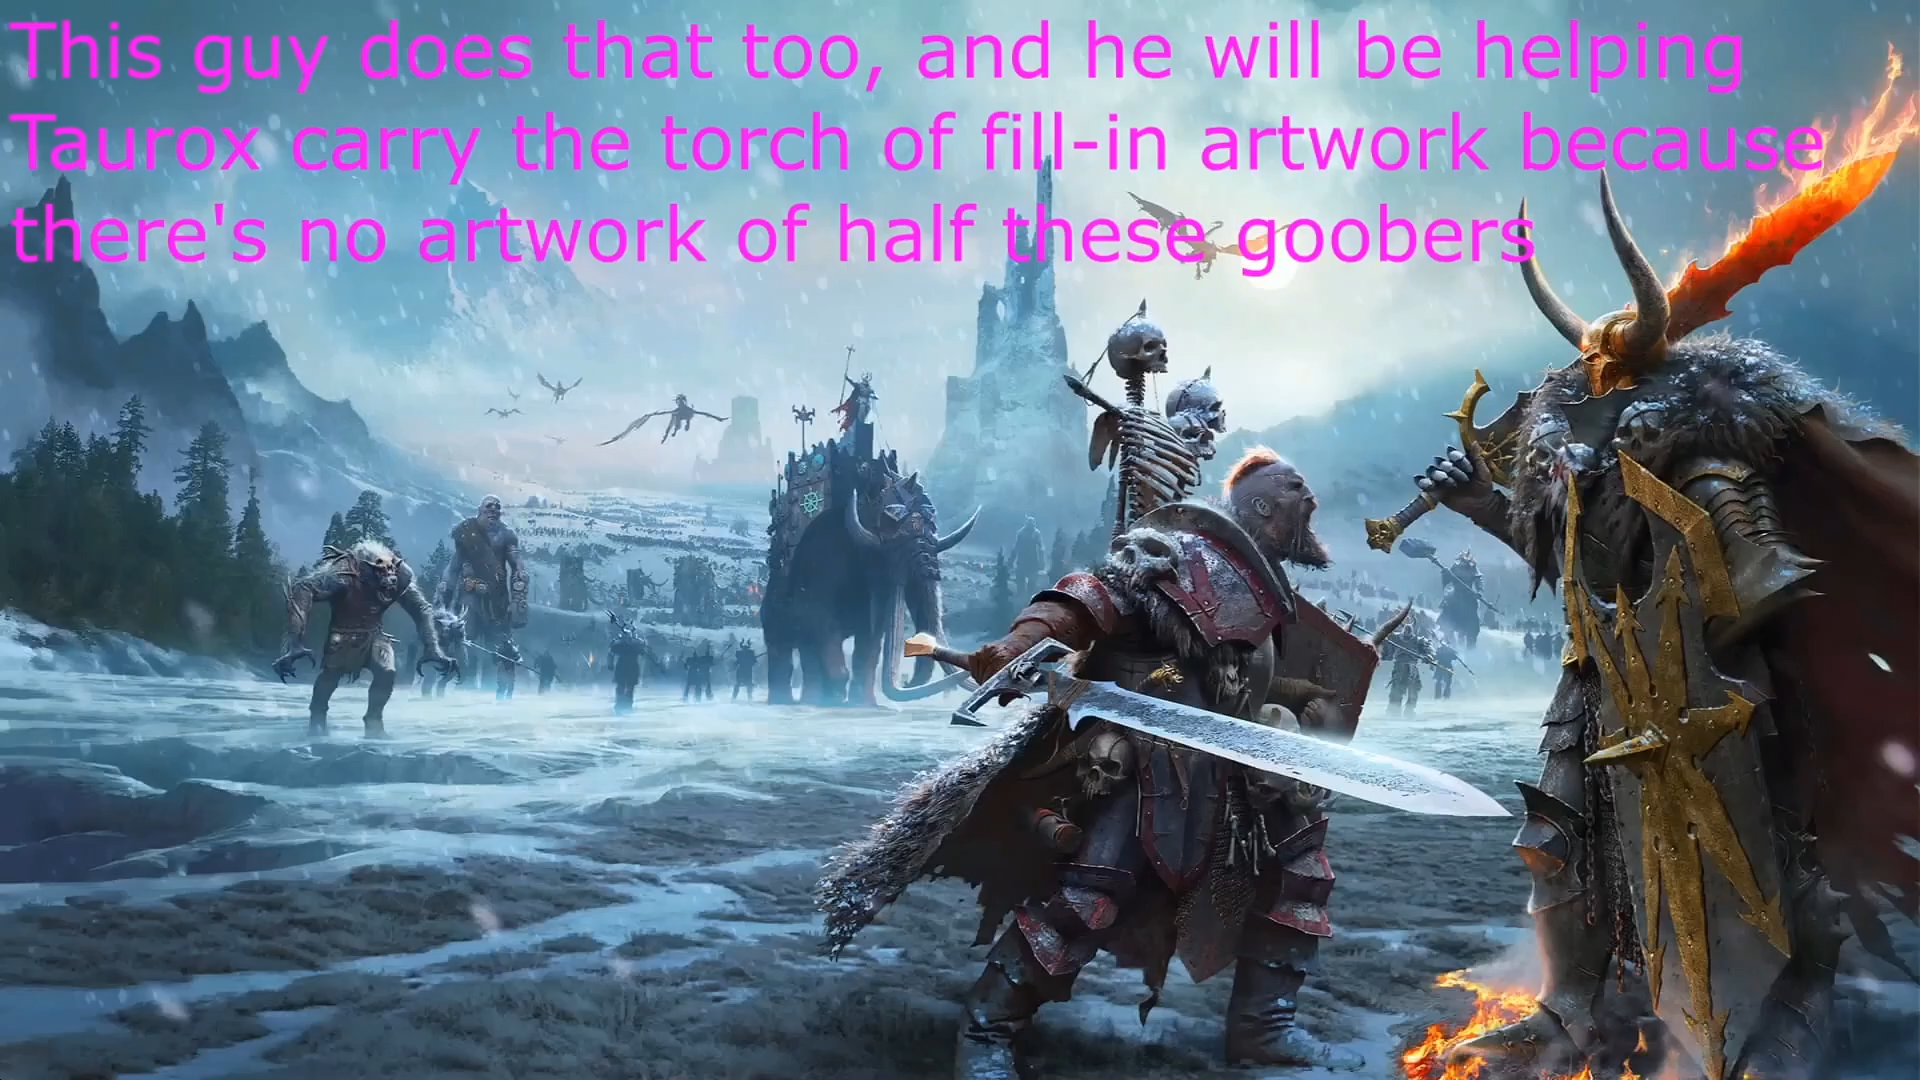 This guy does that too, and he will be helping
Taurox carry the torch of fill-in artwork because
there's no artwork of half these goobers